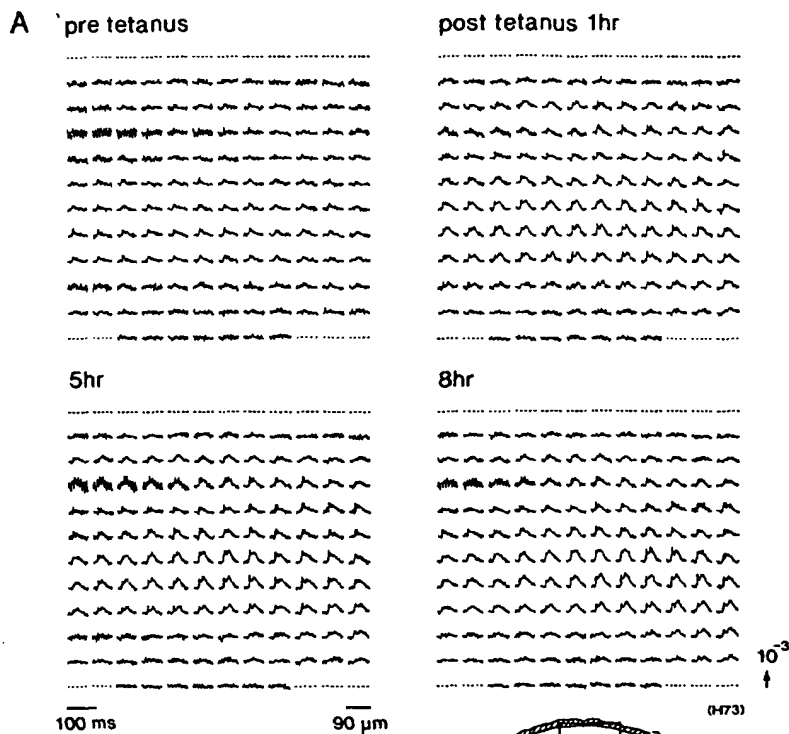 A
pre tetanus
post tetanus 1hr
5hr
8hr
10⁻³
(H73)
100 ms
90 μm